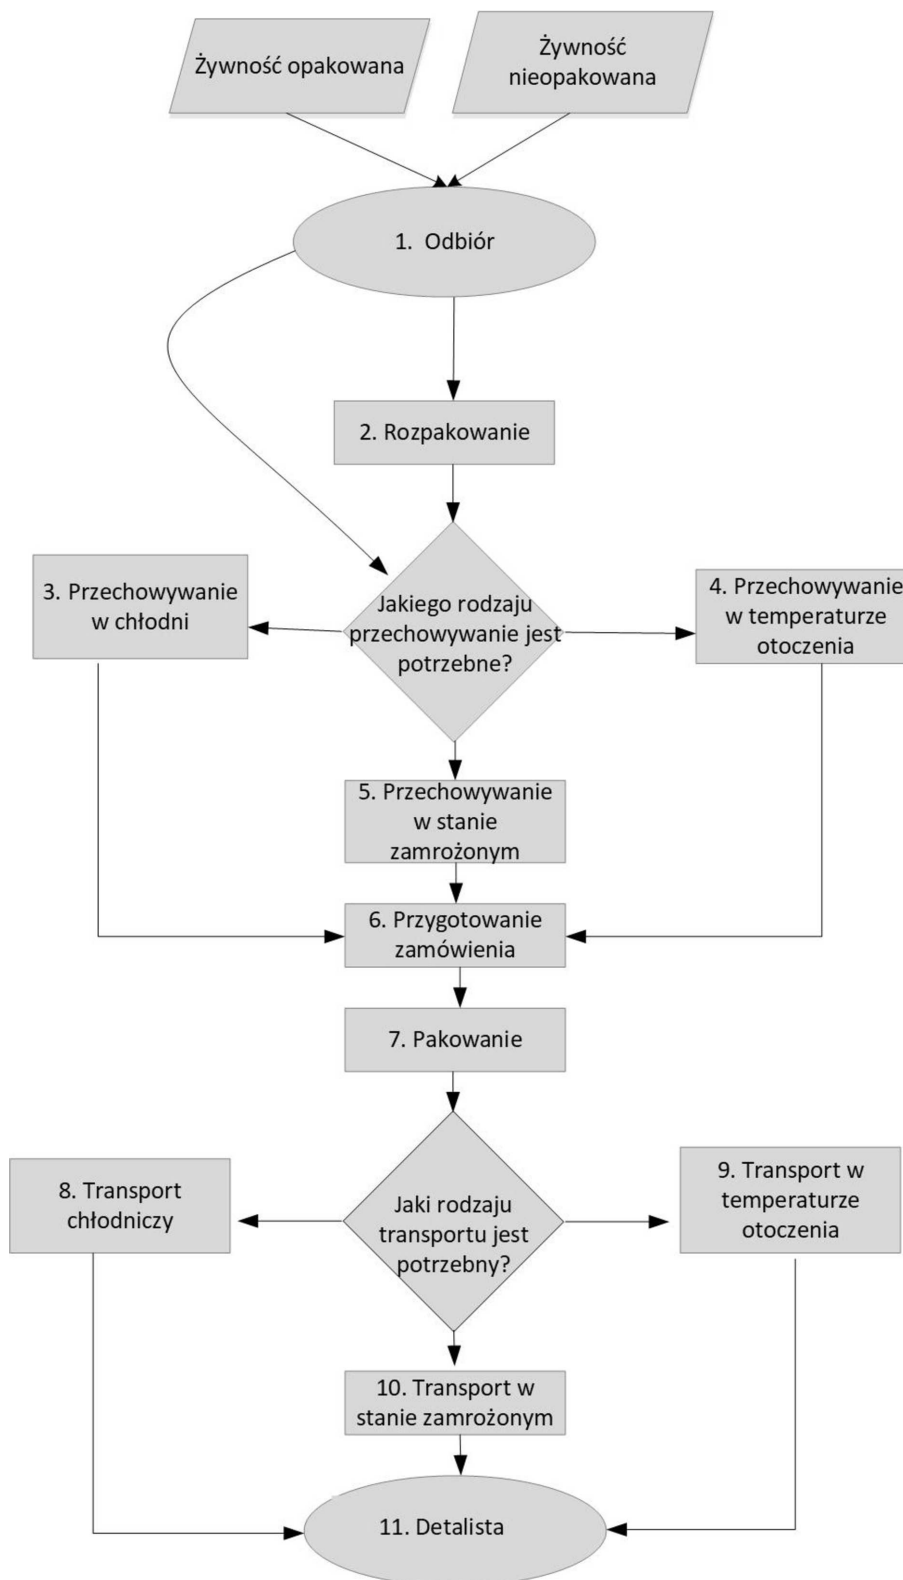 Żywność opakowana
Żywność
nieopakowana
1. Odbiór
2. Rozpakowanie
3. Przechowywanie
w chłodni
Jakiego rodzaju
przechowywanie jest
potrzebne?
4. Przechowywanie
w temperaturze
otoczenia
5. Przechowywanie
w stanie
zamrożonym
6. Przygotowanie
zamówienia
7. Pakowanie
8. Transport
chłodniczy
Jaki rodzaju
transportu jest
potrzebny?
9. Transport w
temperaturze
otoczenia
10. Transport w
stanie zamrożonym
11. Detalista